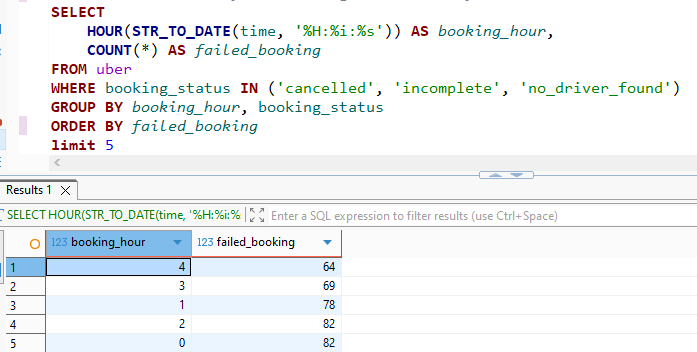 SELECT
HOUR(STR_TO_DATE(time, '%H:%i:%s')) AS booking_hour,
COUNT(*) AS failed_booking
FROM uber
WHERE booking_status IN ('cancelled', 'incomplete', 'no_driver_found')
GROUP BY booking_hour, booking_status
ORDER BY failed_booking
limit 5
Results 1
SELECT HOUR(STR_TO_DATE(time, '%H:%i:% Enter a SQL expression to filter results (use Ctrl+Space)
123 booking_hour 123 failed_booking
1 4 64
2 3 69
3 1 78
4 2 82
5 0 82